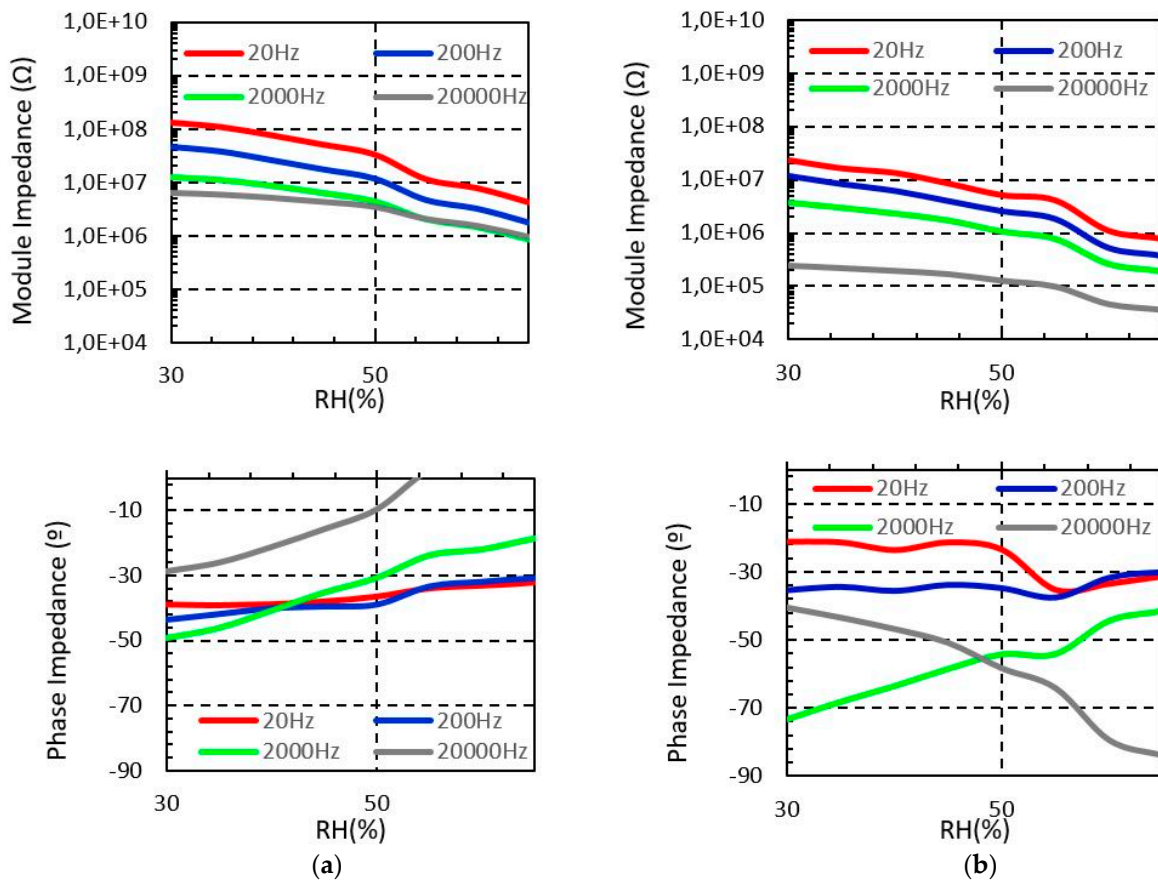 Module Impedance (Ω)
1,0E+10
1,0E+09
1,0E+08
1,0E+07
1,0E+06
1,0E+05
1,0E+04
20Hz 200Hz
2000Hz 20000Hz
30 50
RH(%)
Module Impedance (Ω)
1,0E+10
1,0E+09
1,0E+08
1,0E+07
1,0E+06
1,0E+05
1,0E+04
20Hz 200Hz
2000Hz 20000Hz
30 50
RH(%)
Phase Impedance (º)
-10
-30
-50
-70
-90
20Hz 200Hz
2000Hz 20000Hz
30 50
RH(%)
(a)
Phase Impedance (º)
-10
-30
-50
-70
-90
20Hz 200Hz
2000Hz 20000Hz
30 50
RH(%)
(b)